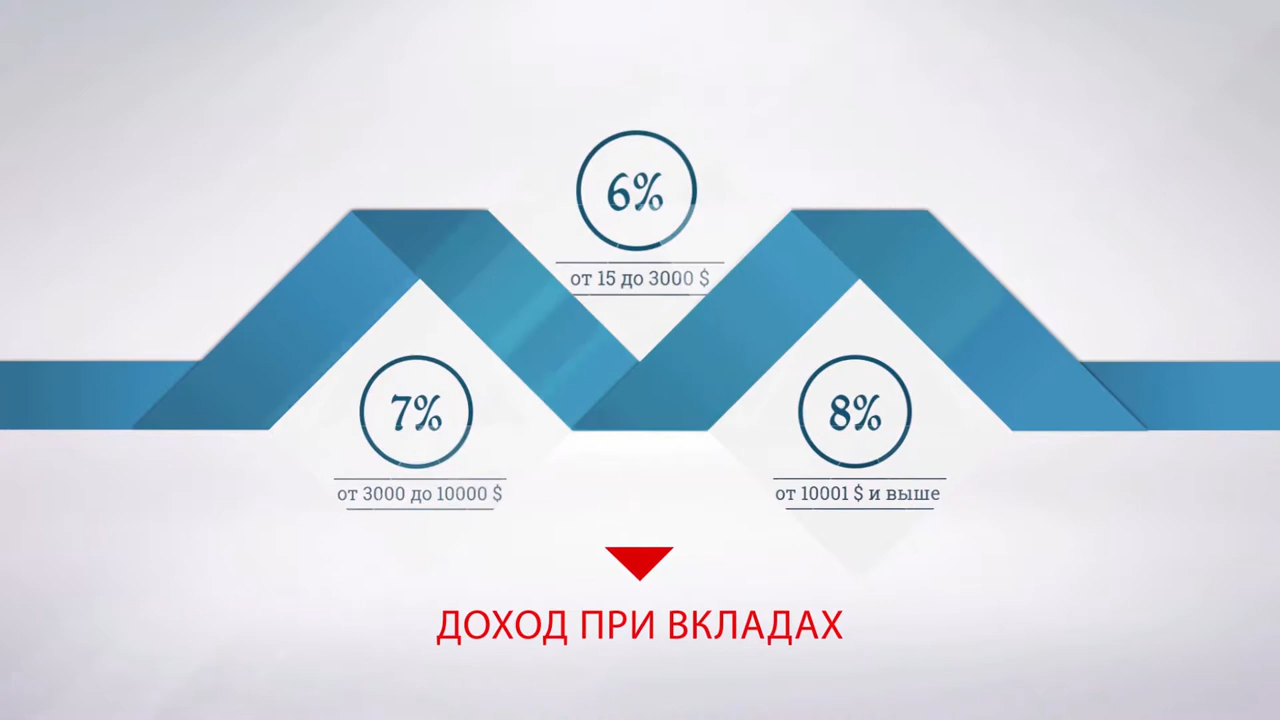 6%
от 15 до 3000 $
7%
от 3000 до 10000 $
8%
от 10001 $ и выше
ДОХОД ПРИ ВКЛАДАХ